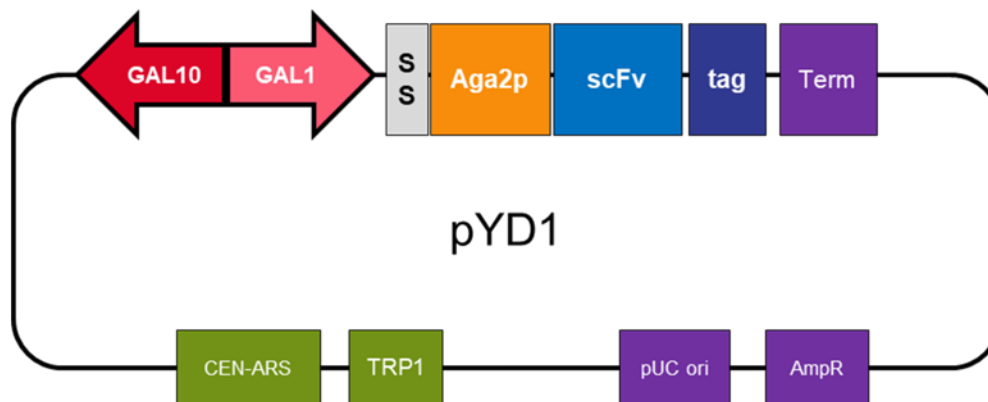 GAL10
GAL1
S
S
Aga2p
scFv
tag
Term
pYD1
CEN-ARS
TRP1
pUC ori
AmpR